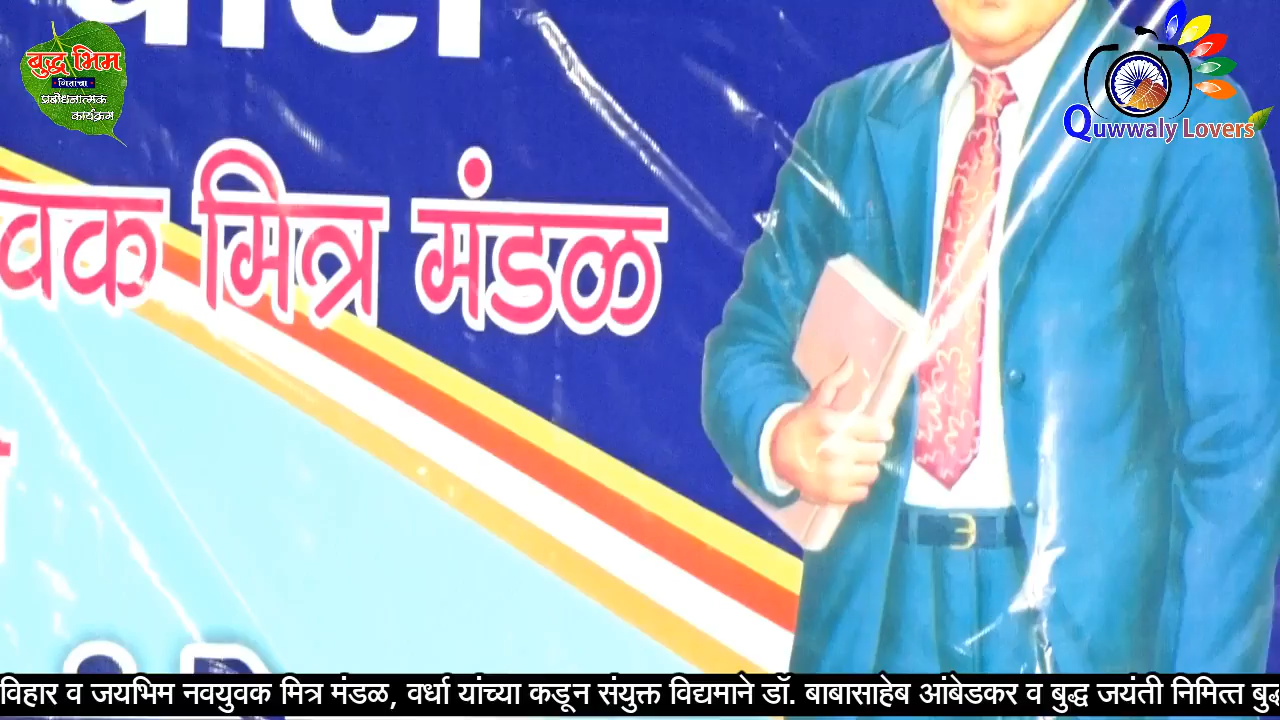 बुद्ध भिम
गितांचा
प्रबोधनात्मक
कार्यक्रम
Quwwaly Lovers
वक मित्र मंडळ
विहार व जयभिम नवयुवक मित्र मंडळ, वर्धा यांच्या कडून संयुक्त विद्यमाने डॉ. बाबासाहेब आंबेडकर व बुद्ध जयंती निमित्त बुद्ध